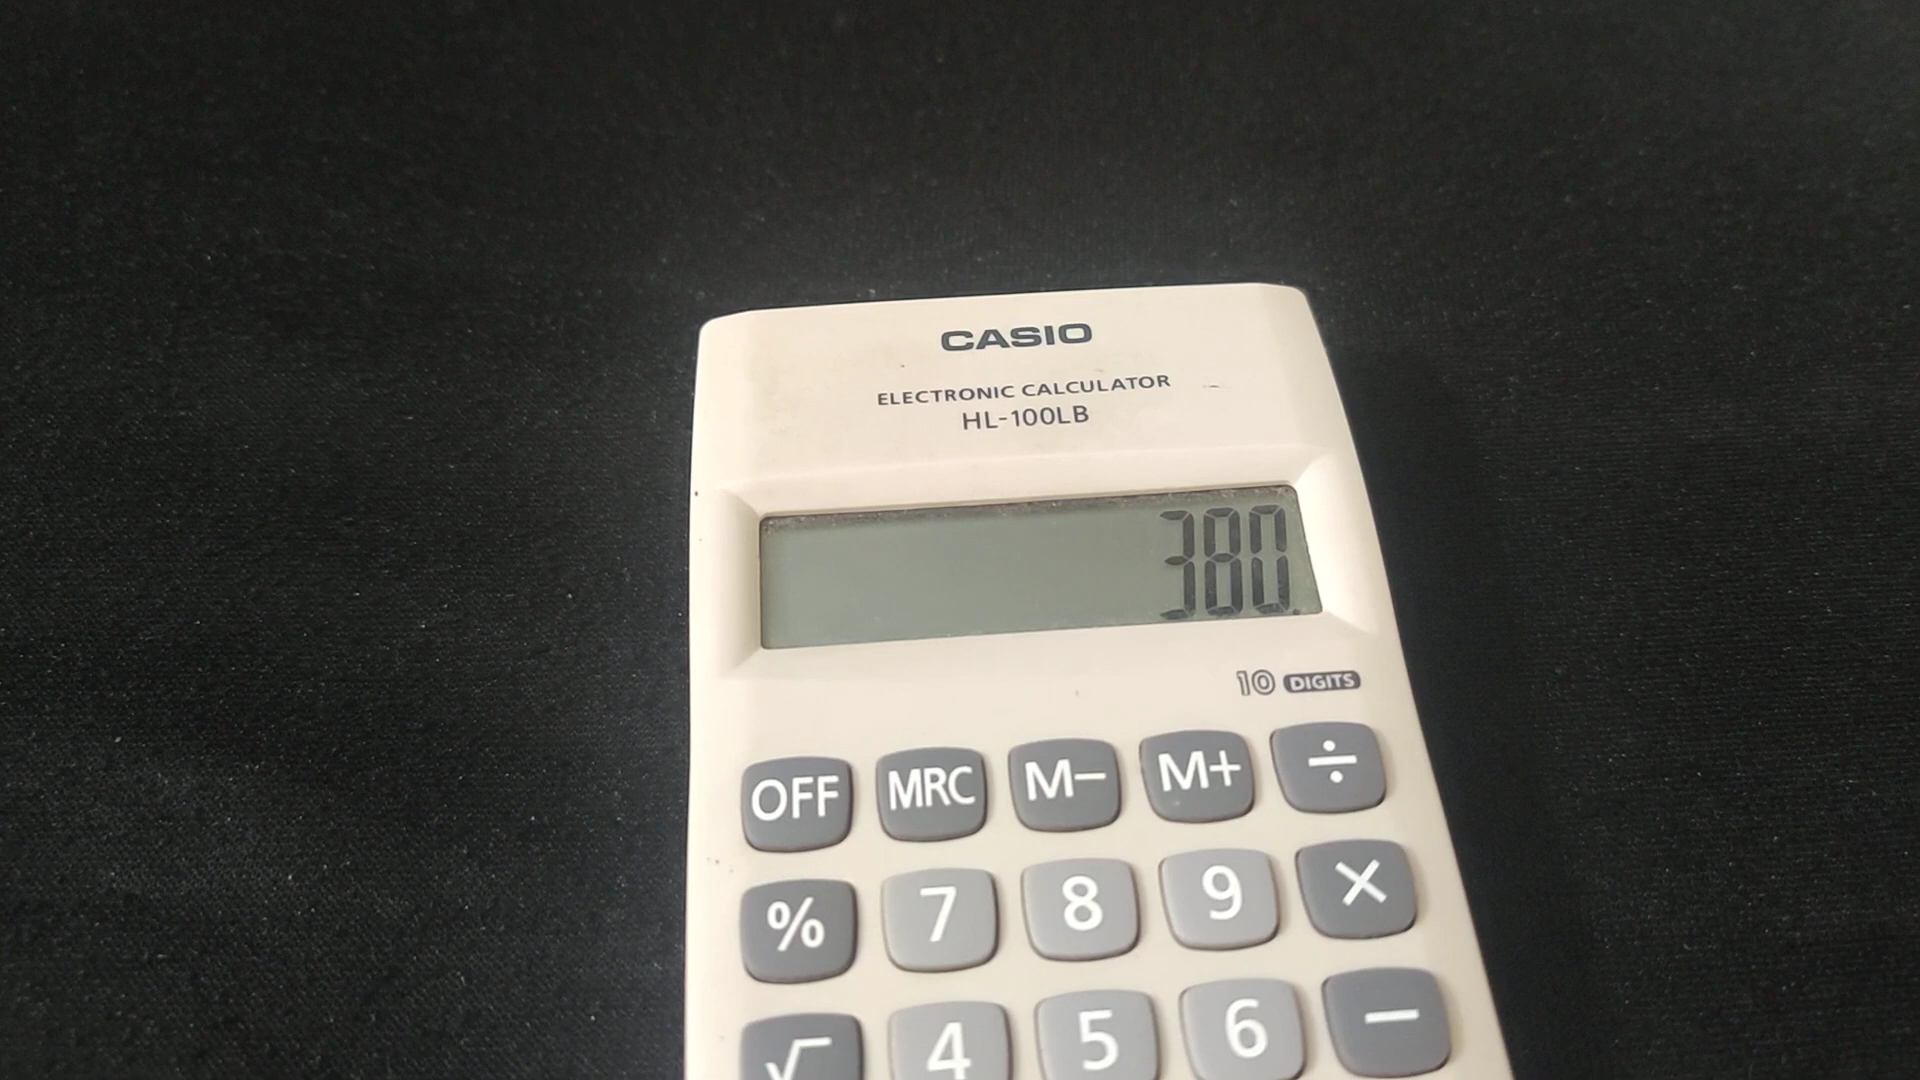 CASIO
ELECTRONIC CALCULATOR
HL-100LB
380.
10 DIGITS
OFF MRC M− M+ ÷
% 7 8 9 ×
√ 4 5 6 −